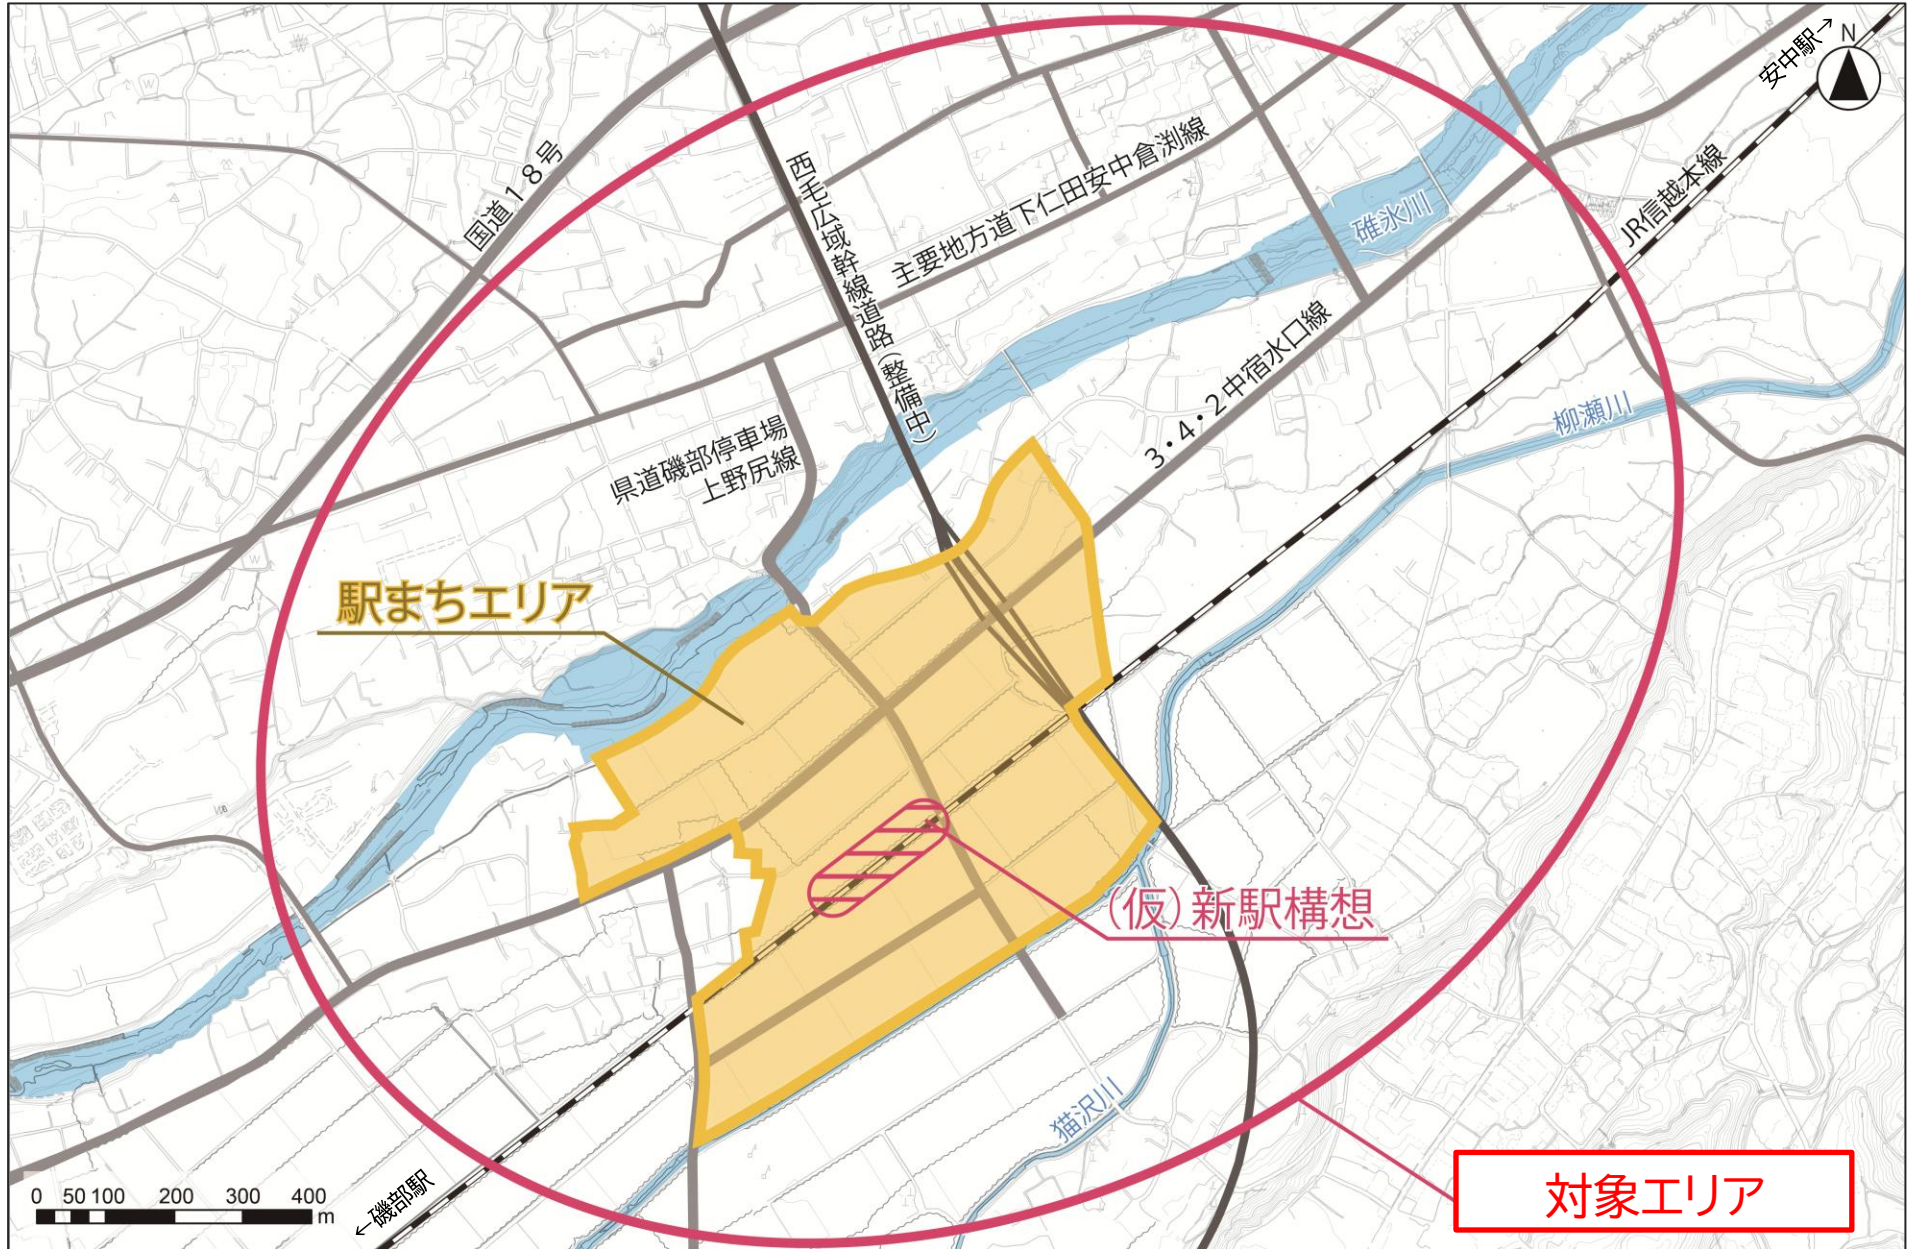 安中駅→
N
国道18号
西毛広域幹線道路(整備中)
主要地方道下仁田安中倉渕線
碓氷川
JR信越本線
3・4・2中宿水口線
柳瀬川
県道磯部停車場
上野尻線
駅まちエリア
(仮)新駅構想
猫沢川
←磯部駅
対象エリア
0 50 100 200 300 400
m